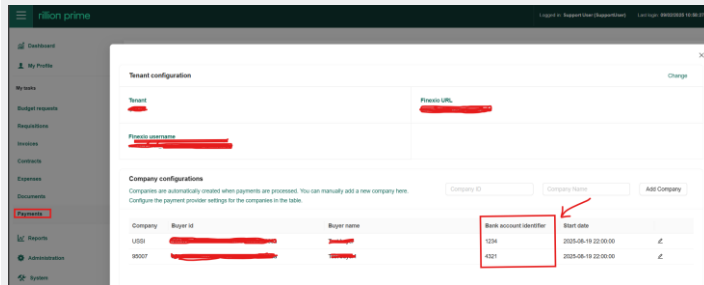 rillion prime
Logged in Support User (SupportUser)
Dashboard
My Profile
My tasks
Budget requests
Requisitions
Invoices
Contracts
Expenses
Documents
Payments
Reports
Administration
System
Tenant configuration
Change
Tenant
Finexio URL
Finexio username
Company configurations
Companies are automatically created when payments are processed. You can manually add a new company here.
Configure the payment provider settings for the companies in the table.
Company ID
Company Name
Add Company
Company Buyer id Buyer name Bank account identifier Start date
USSI 1234 2025-08-19 22:00:00
95007 4321 2025-08-19 22:00:00